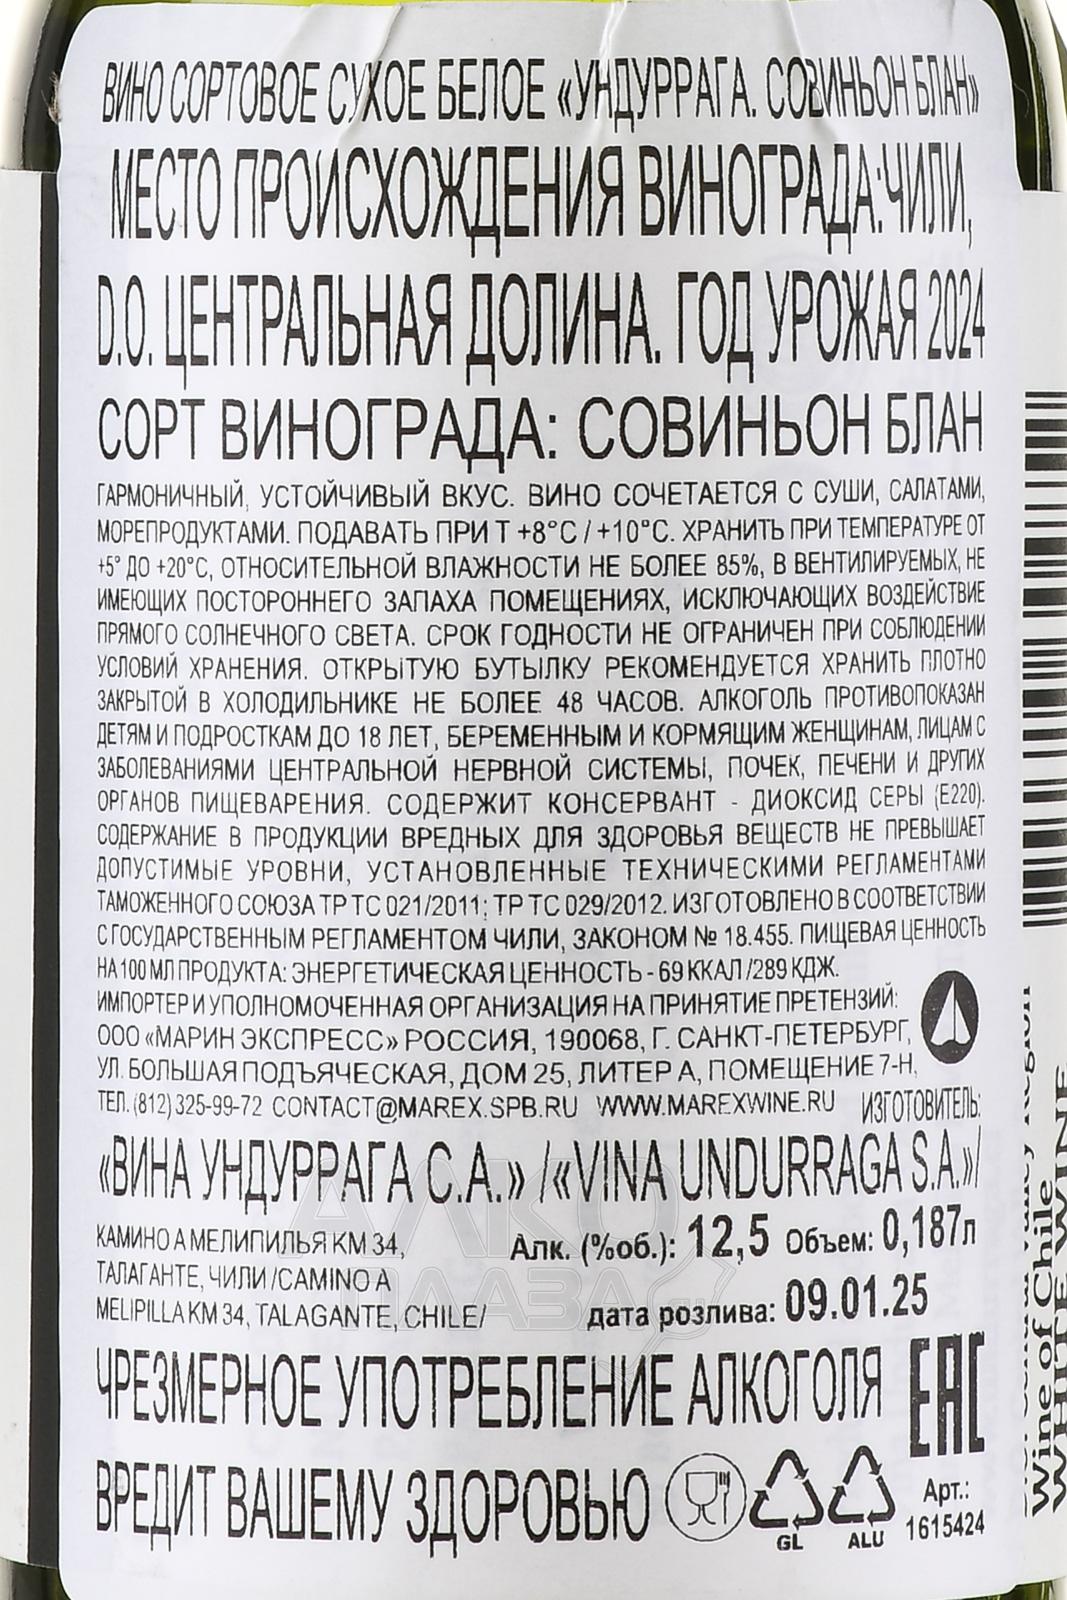 ВИНО СОРТОВОЕ СУХОЕ БЕЛОЕ «УНДУРРАГА. СОВИНЬОН БЛАН»
МЕСТО ПРОИСХОЖДЕНИЯ ВИНОГРАДА:ЧИЛИ,
D.O. ЦЕНТРАЛЬНАЯ ДОЛИНА. ГОД УРОЖАЯ 2024
СОРТ ВИНОГРАДА: СОВИНЬОН БЛАН
ГАРМОНИЧНЫЙ, УСТОЙЧИВЫЙ ВКУС. ВИНО СОЧЕТАЕТСЯ С СУШИ, САЛАТАМИ,
МОРЕПРОДУКТАМИ. ПОДАВАТЬ ПРИ Т +8°C / +10°C. ХРАНИТЬ ПРИ ТЕМПЕРАТУРЕ ОТ
+5° ДО +20°C, ОТНОСИТЕЛЬНОЙ ВЛАЖНОСТИ НЕ БОЛЕЕ 85%, В ВЕНТИЛИРУЕМЫХ, НЕ
ИМЕЮЩИХ ПОСТОРОННЕГО ЗАПАХА ПОМЕЩЕНИЯХ, ИСКЛЮЧАЮЩИХ ВОЗДЕЙСТВИЕ
ПРЯМОГО СОЛНЕЧНОГО СВЕТА. СРОК ГОДНОСТИ НЕ ОГРАНИЧЕН ПРИ СОБЛЮДЕНИИ
УСЛОВИЙ ХРАНЕНИЯ. ОТКРЫТУЮ БУТЫЛКУ РЕКОМЕНДУЕТСЯ ХРАНИТЬ ПЛОТНО
ЗАКРЫТОЙ В ХОЛОДИЛЬНИКЕ НЕ БОЛЕЕ 48 ЧАСОВ. АЛКОГОЛЬ ПРОТИВОПОКАЗАН
ДЕТЯМ И ПОДРОСТКАМ ДО 18 ЛЕТ, БЕРЕМЕННЫМ И КОРМЯЩИМ ЖЕНЩИНАМ, ЛИЦАМ С
ЗАБОЛЕВАНИЯМИ ЦЕНТРАЛЬНОЙ НЕРВНОЙ СИСТЕМЫ, ПОЧЕК, ПЕЧЕНИ И ДРУГИХ
ОРГАНОВ ПИЩЕВАРЕНИЯ. СОДЕРЖИТ КОНСЕРВАНТ - ДИОКСИД СЕРЫ (E220).
СОДЕРЖАНИЕ В ПРОДУКЦИИ ВРЕДНЫХ ДЛЯ ЗДОРОВЬЯ ВЕЩЕСТВ НЕ ПРЕВЫШАЕТ
ДОПУСТИМЫЕ УРОВНИ, УСТАНОВЛЕННЫЕ ТЕХНИЧЕСКИМИ РЕГЛАМЕНТАМИ
ТАМОЖЕННОГО СОЮЗА ТР ТС 021/2011; ТР ТС 029/2012. ИЗГОТОВЛЕНО В СООТВЕТСТВИИ
С ГОСУДАРСТВЕННЫМ РЕГЛАМЕНТОМ ЧИЛИ, ЗАКОНОМ № 18.455. ПИЩЕВАЯ ЦЕННОСТЬ
НА 100 МЛ ПРОДУКТА: ЭНЕРГЕТИЧЕСКАЯ ЦЕННОСТЬ - 69 ККАЛ /289 КДЖ.
ИМПОРТЕР И УПОЛНОМОЧЕННАЯ ОРГАНИЗАЦИЯ НА ПРИНЯТИЕ ПРЕТЕНЗИЙ:
ООО «МАРИН ЭКСПРЕСС» РОССИЯ, 190068, Г. САНКТ-ПЕТЕРБУРГ,
УЛ. БОЛЬШАЯ ПОДЪЯЧЕСКАЯ, ДОМ 25, ЛИТЕР А, ПОМЕЩЕНИЕ 7-Н,
ТЕЛ. (812) 325-99-72 CONTACT@MAREX.SPB.RU WWW.MAREXWINE.RU ИЗГОТОВИТЕЛЬ:
«ВИНА УНДУРРАГА С.А.» /«VINA UNDURRAGA S.A.»/
КАМИНО А МЕЛИПИЛЬЯ KM 34,
ТАЛАГАНТЕ, ЧИЛИ /CAMINO A
MELIPILLA KM 34, TALAGANTE, CHILE/
Алк. (%об.): 12,5 Объем: 0,187л
дата розлива: 09.01.25
ЧРЕЗМЕРНОЕ УПОТРЕБЛЕНИЕ АЛКОГОЛЯ
ВРЕДИТ ВАШЕМУ ЗДОРОВЬЮ
EAC
GL
ALU
Арт.:
1615424
АЛКО
ПЛАЗА
Wine of Chile
WHITE WINE